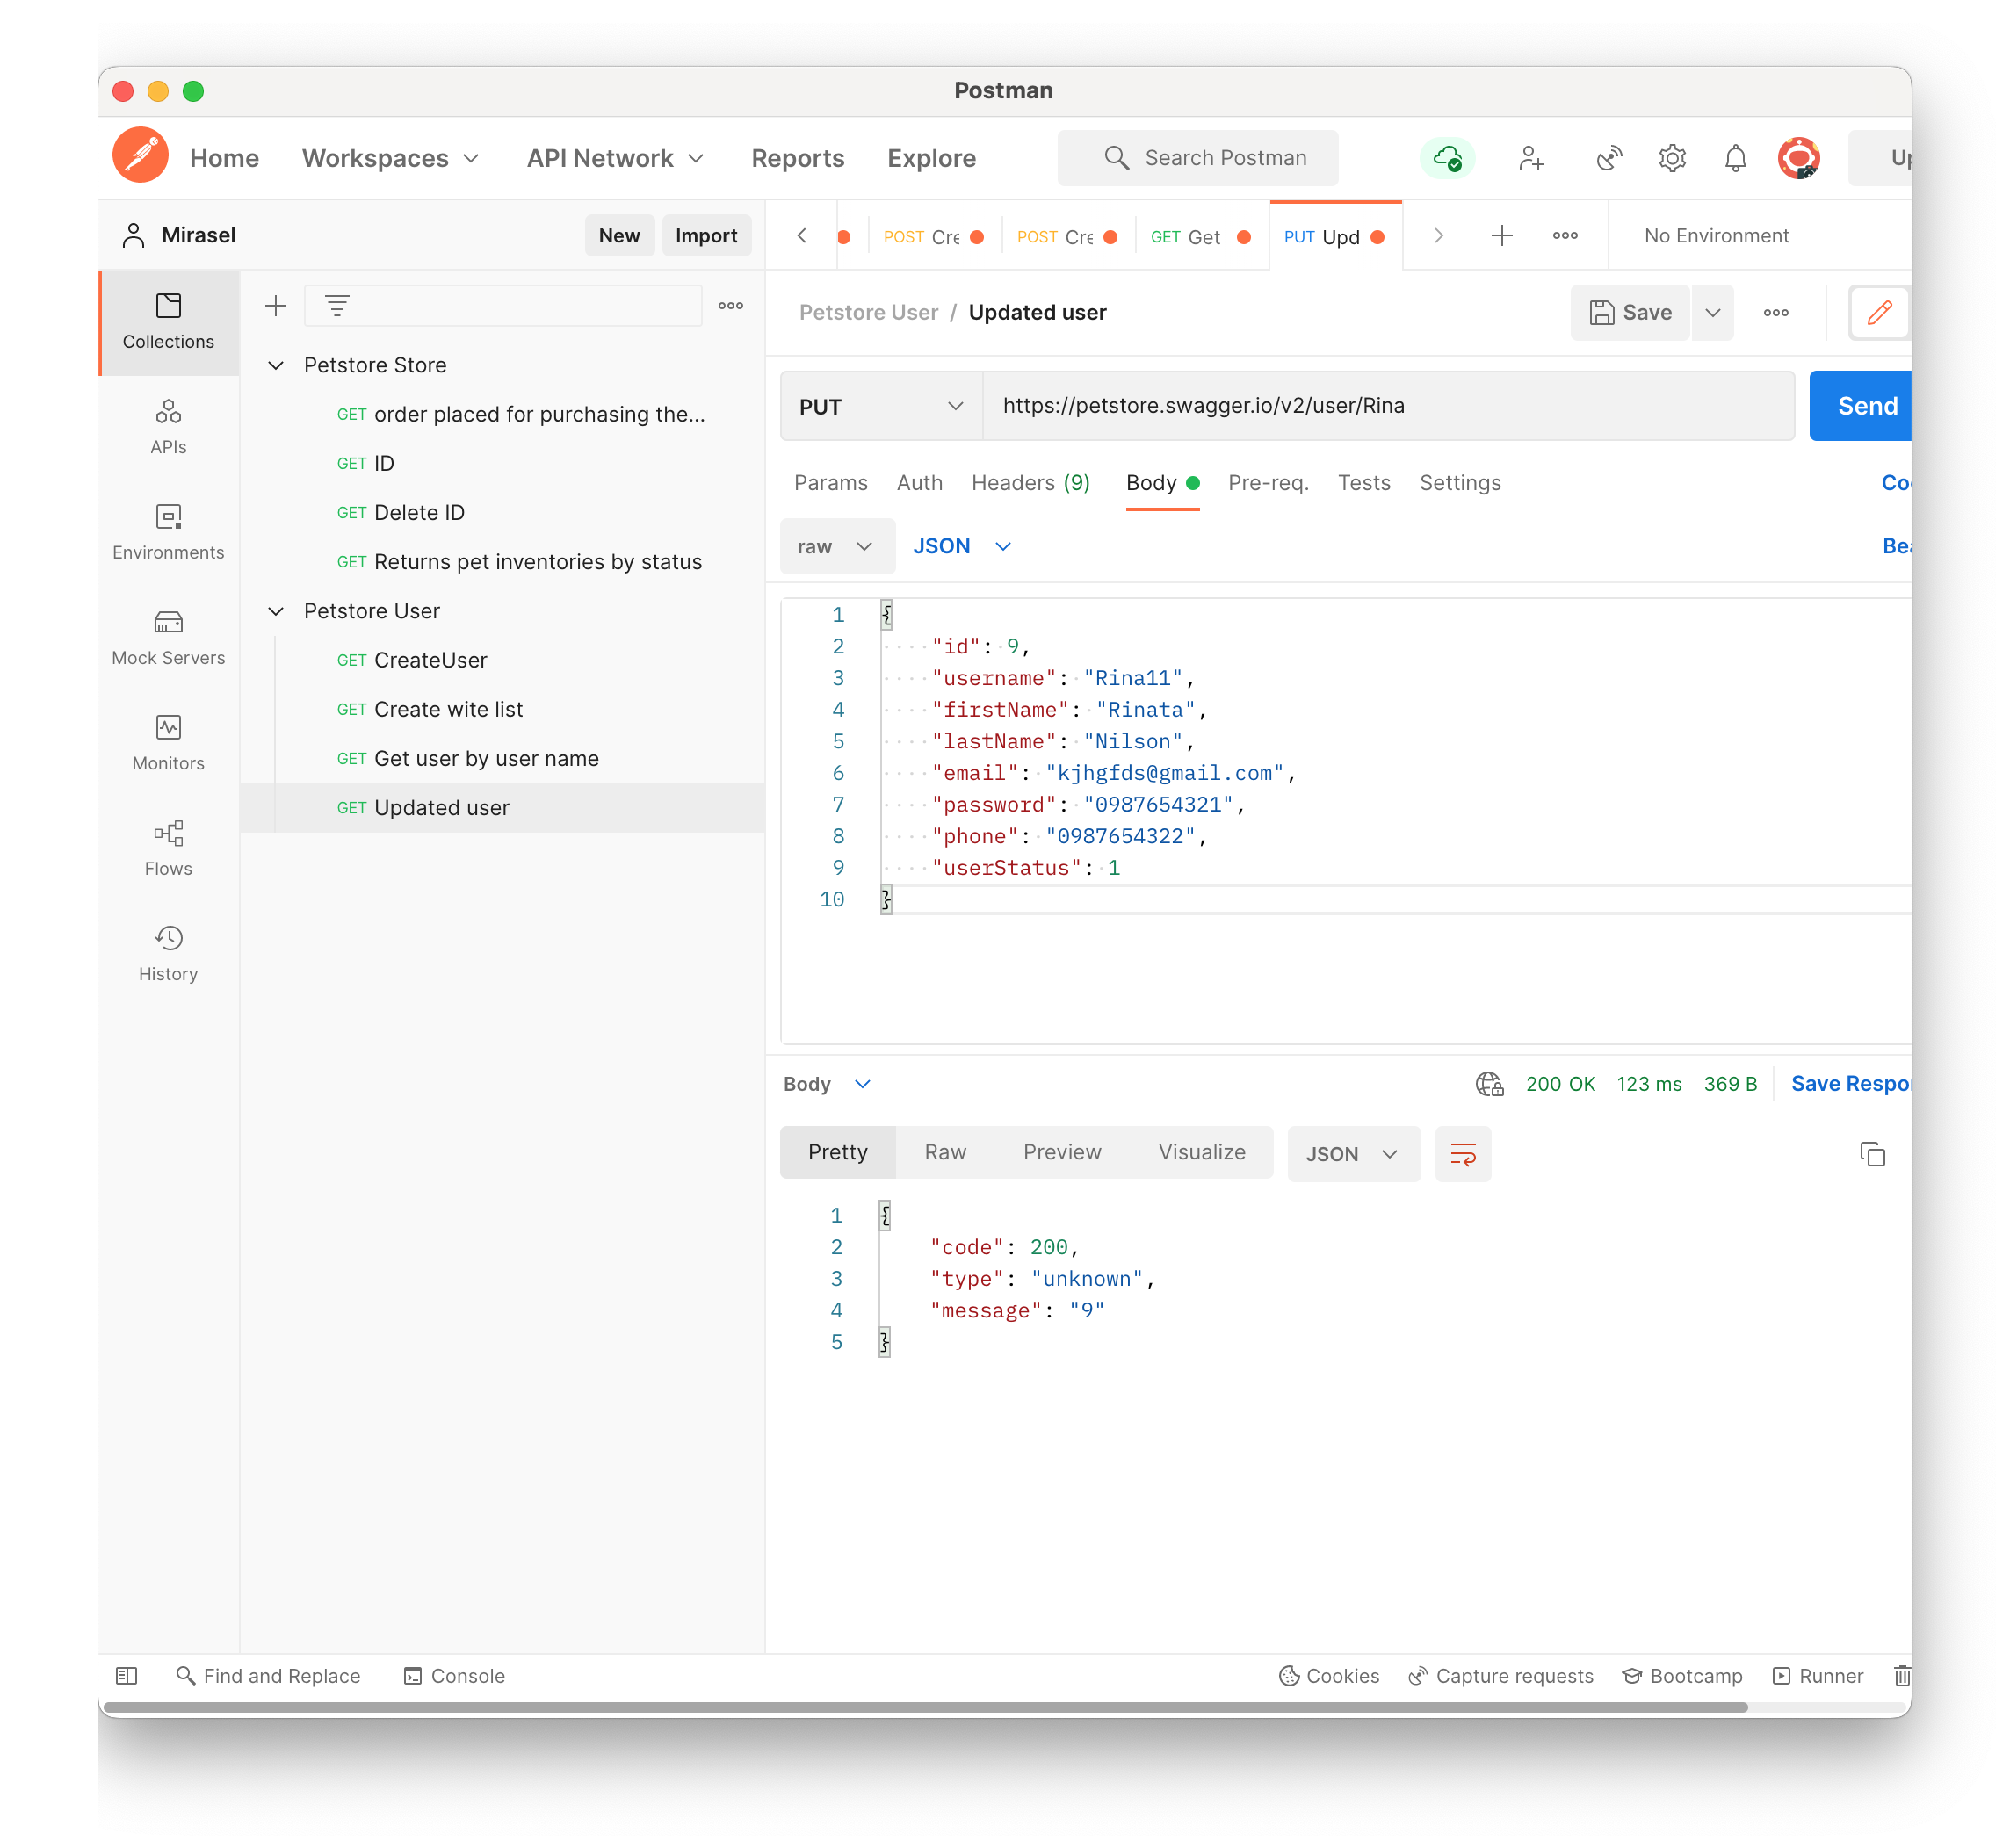 Postman
Home Workspaces API Network Reports Explore Search Postman Up
Mirasel New Import POST Cre POST Cre GET Get PUT Upd No Environment
Collections
APIs
Environments
Mock Servers
Monitors
Flows
History
Petstore Store
GET order placed for purchasing the...
GET ID
GET Delete ID
GET Returns pet inventories by status
Petstore User
GET CreateUser
GET Create wite list
GET Get user by user name
GET Updated user
Petstore User / Updated user Save
PUT https://petstore.swagger.io/v2/user/Rina Send
Params Auth Headers (9) Body Pre-req. Tests Settings Coo
raw JSON Bea
1 {
2 "id": 9,
3 "username": "Rina11",
4 "firstName": "Rinata",
5 "lastName": "Nilson",
6 "email": "kjhgfds@gmail.com",
7 "password": "0987654321",
8 "phone": "0987654322",
9 "userStatus": 1
10 }
Body 200 OK 123 ms 369 B Save Respo
Pretty Raw Preview Visualize JSON
1 {
2 "code": 200,
3 "type": "unknown",
4 "message": "9"
5 }
Find and Replace Console Cookies Capture requests Bootcamp Runner